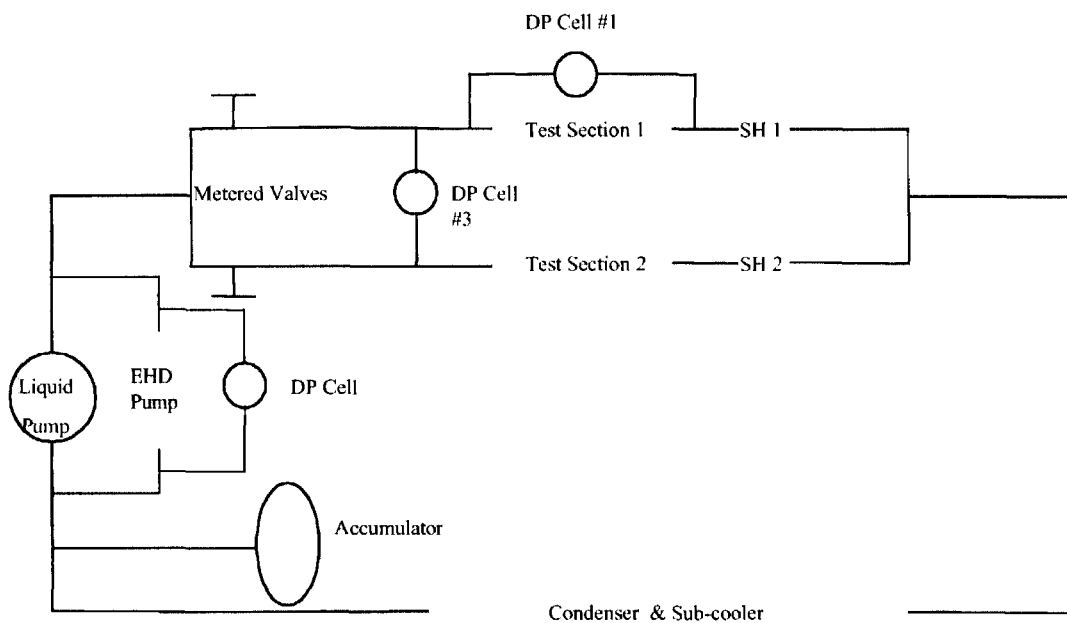 DP Cell #1
Test Section 1
SH 1
Metered Valves
DP Cell
#3
Test Section 2
SH 2
Liquid
Pump
EHD
Pump
DP Cell
Accumulator
Condenser & Sub-cooler